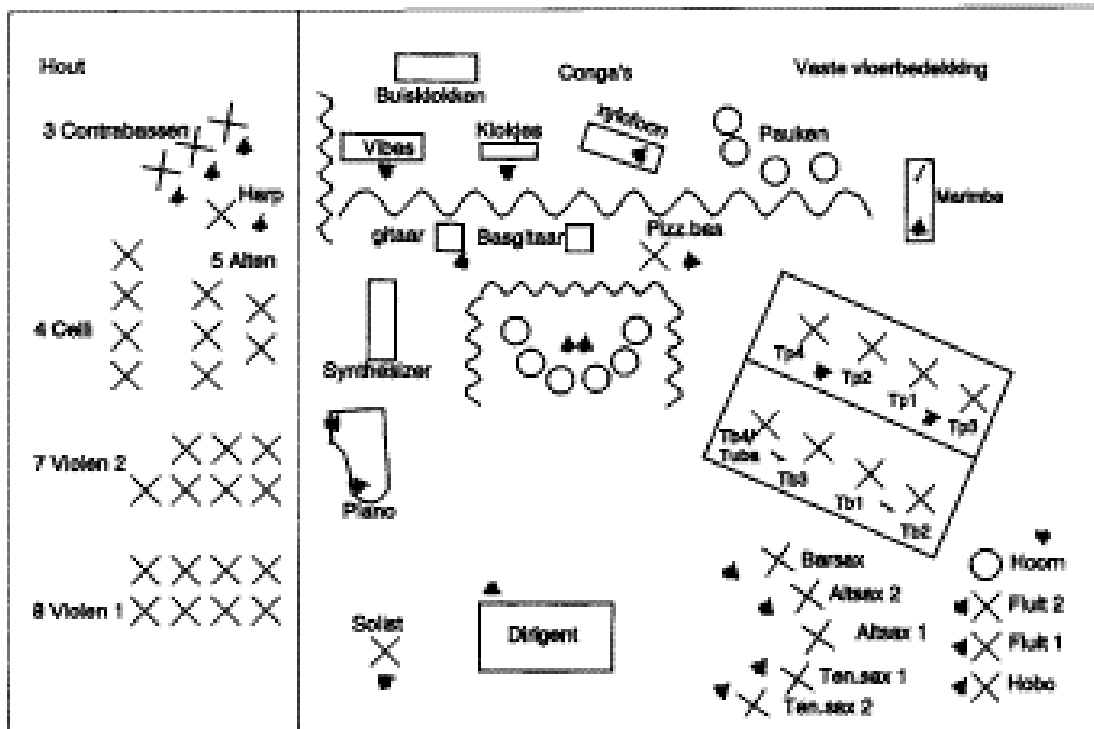 Hout
Conga's
Vaste vloerbedekking
Buisklokken
3 Contrabassen
Vibes
Klokjes
xylofoon
Pauken
Harp
Marimba
gitaar
Basgitaar
Pizz.bas
5 Alten
4 Celli
Synthesizer
Tp4
Tp2
Tp1
Tp3
Tb4/
Tuba
Tb3
Tb1
Tb2
7 Violen 2
Piano
Barsax
Hoorn
Altsax 2
Fluit 2
8 Violen 1
Solist
Dirigent
Altsax 1
Fluit 1
Ten.sax 1
Hobo
Ten.sax 2